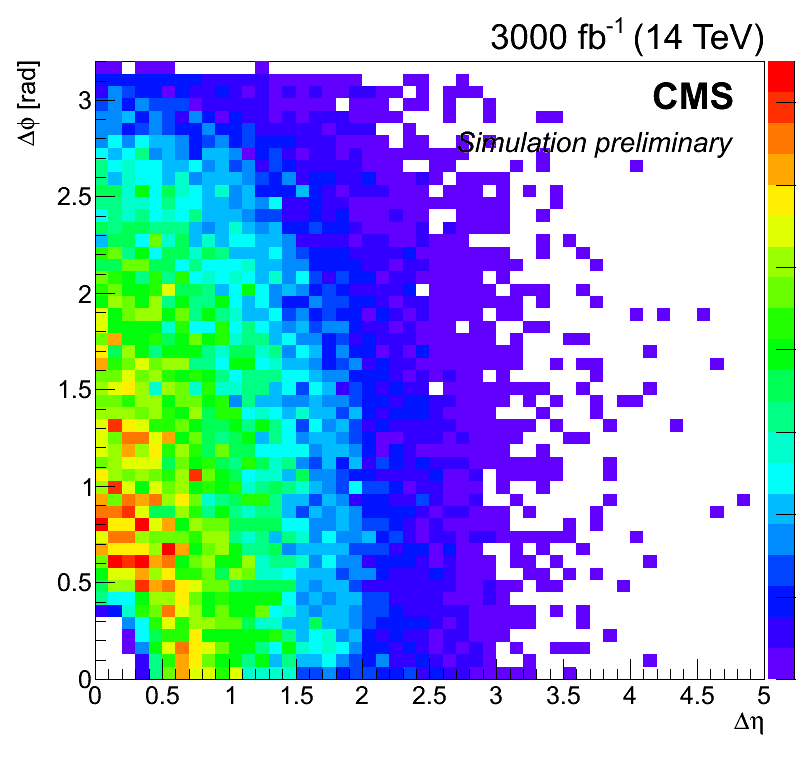 3000 fb-1 (14 TeV)
CMS
Simulation preliminary
Δϕ [rad]
3
2.5
2
1.5
1
0.5
0
0 0.5 1 1.5 2 2.5 3 3.5 4 4.5 5
Δη